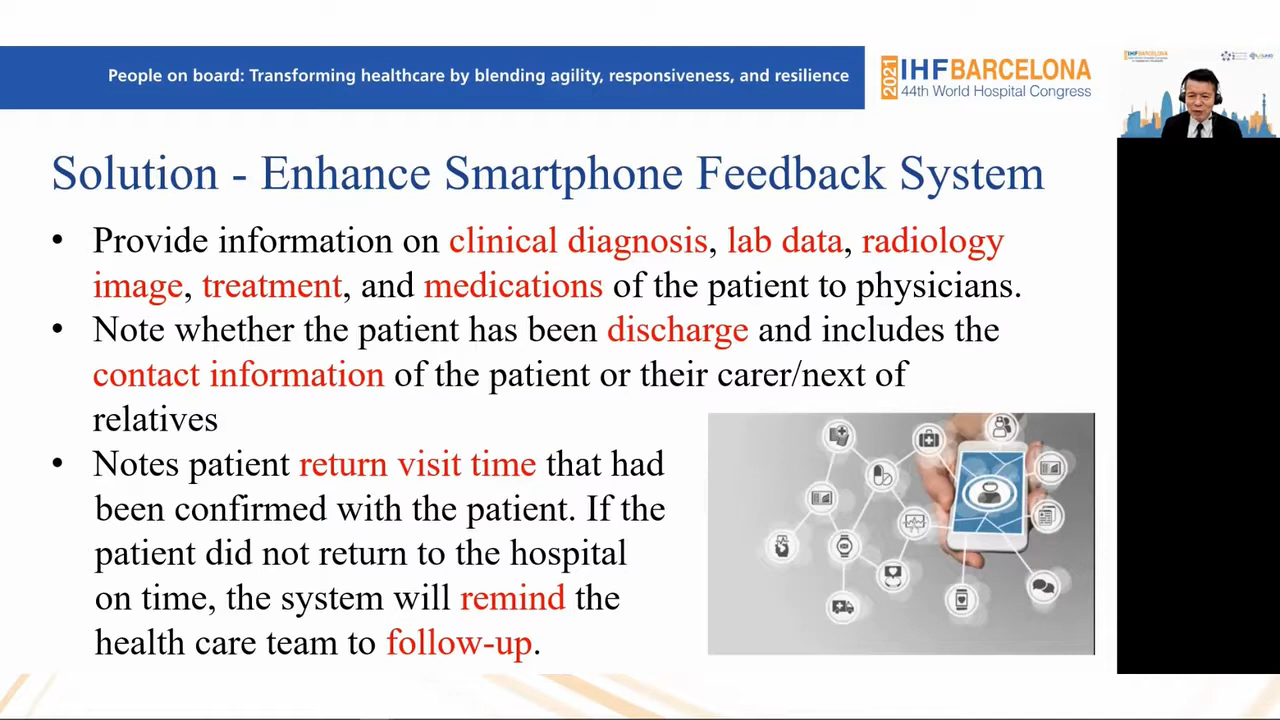 People on board: Transforming healthcare by blending agility, responsiveness, and resilience
2021
IHFBARCELONA
44th World Hospital Congress
Solution - Enhance Smartphone Feedback System
• Provide information on clinical diagnosis, lab data, radiology
image, treatment, and medications of the patient to physicians.
• Note whether the patient has been discharge and includes the
contact information of the patient or their carer/next of
relatives
• Notes patient return visit time that had
been confirmed with the patient. If the
patient did not return to the hospital
on time, the system will remind the
health care team to follow-up.
IHFBARCELONA